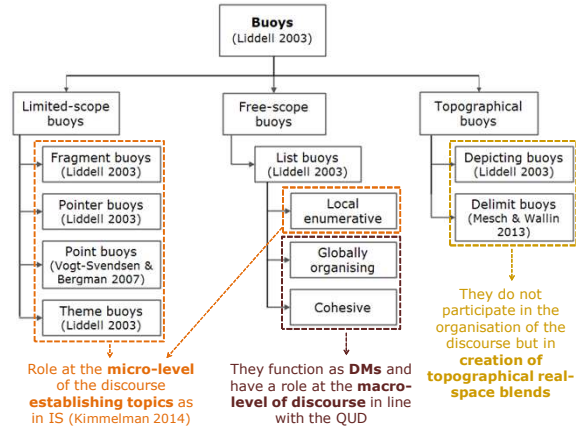 Buoys
(Liddell 2003)
Limited-scope
buoys
Free-scope
buoys
Topographical
buoys
Fragment buoys
(Liddell 2003)
Pointer buoys
(Liddell 2003)
Point buoys
(Vogt-Svendsen &
Bergman 2007)
Theme buoys
(Liddell 2003)
List buoys
(Liddell 2003)
Local
enumerative
Globally
organising
Cohesive
Depicting buoys
(Liddell 2003)
Delimit buoys
(Mesch & Wallin
2013)
Role at the micro-level
of the discourse
establishing topics as
in IS (Kimmelman 2014)
They function as DMs and
have a role at the macro-
level of discourse in line
with the QUD
They do not
participate in the
organisation of the
discourse but in
creation of
topographical real-
space blends